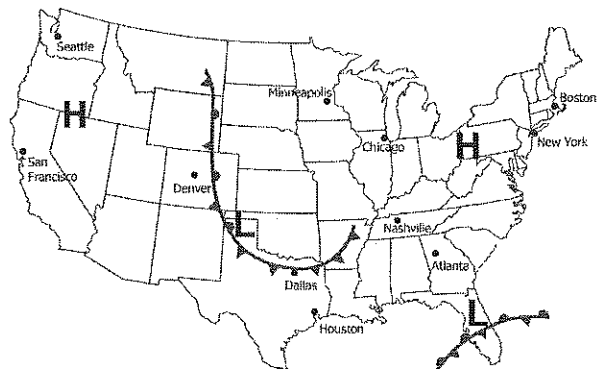 Seattle
Minneapolis
Boston
H
Chicago
H
New York
San
Francisco
Denver
L
Nashville
Atlanta
Dallas
L
Houston